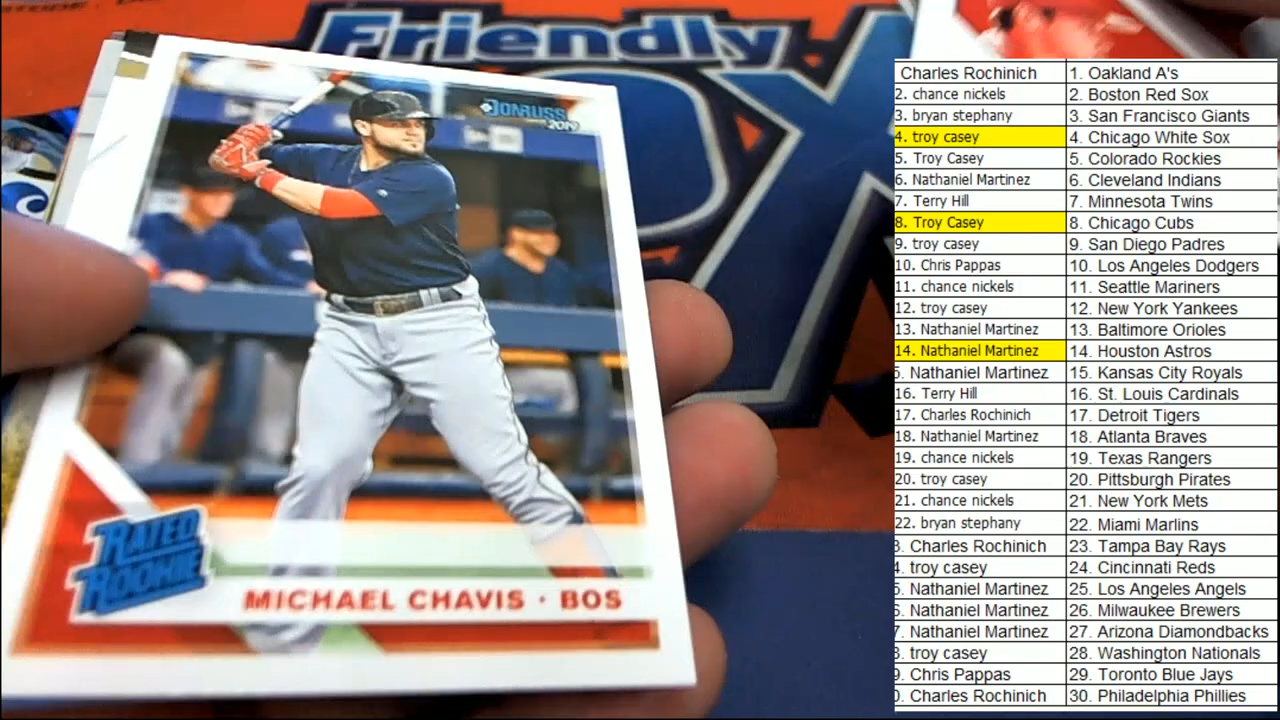 Friendly
DONRUSS
2019
RATED
ROOKIE
MICHAEL CHAVIS · BOS
Charles Rochinich 1. Oakland A's
2. chance nickels 2. Boston Red Sox
3. bryan stephany 3. San Francisco Giants
4. troy casey 4. Chicago White Sox
5. Troy Casey 5. Colorado Rockies
6. Nathaniel Martinez 6. Cleveland Indians
7. Terry Hill 7. Minnesota Twins
8. Troy Casey 8. Chicago Cubs
9. troy casey 9. San Diego Padres
10. Chris Pappas 10. Los Angeles Dodgers
11. chance nickels 11. Seattle Mariners
12. troy casey 12. New York Yankees
13. Nathaniel Martinez 13. Baltimore Orioles
14. Nathaniel Martinez 14. Houston Astros
5. Nathaniel Martinez 15. Kansas City Royals
16. Terry Hill 16. St. Louis Cardinals
17. Charles Rochinich 17. Detroit Tigers
18. Nathaniel Martinez 18. Atlanta Braves
19. chance nickels 19. Texas Rangers
20. troy casey 20. Pittsburgh Pirates
21. chance nickels 21. New York Mets
22. bryan stephany 22. Miami Marlins
3. Charles Rochinich 23. Tampa Bay Rays
4. troy casey 24. Cincinnati Reds
5. Nathaniel Martinez 25. Los Angeles Angels
6. Nathaniel Martinez 26. Milwaukee Brewers
7. Nathaniel Martinez 27. Arizona Diamondbacks
3. troy casey 28. Washington Nationals
9. Chris Pappas 29. Toronto Blue Jays
0. Charles Rochinich 30. Philadelphia Phillies